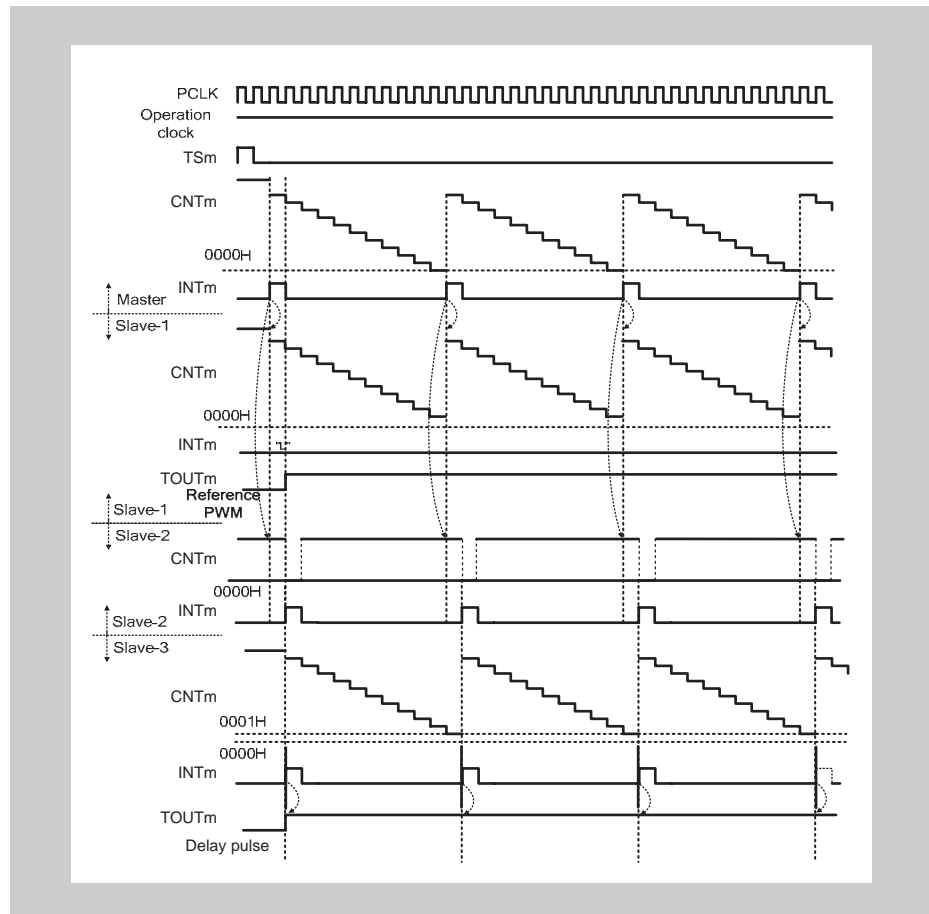 PCLK
Operation
clock
TSm
CNTm
0000H
INTm
Master
Slave-1
CNTm
0000H
INTm
TOUTm
Reference
PWM
Slave-1
Slave-2
CNTm
0000H
INTm
Slave-2
Slave-3
CNTm
0001H
0000H
INTm
TOUTm
Delay pulse